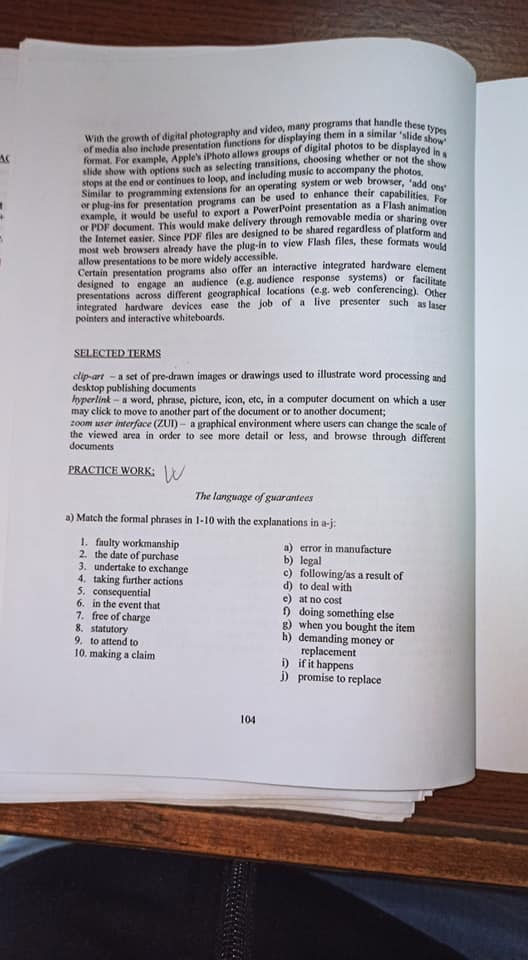 With the growth of digital photography and video, many programs that handle these types
of media also include presentation functions for displaying them in a similar 'slide show'
format. For example, Apple's iPhoto allows groups of digital photos to be displayed in a
slide show with options such as selecting transitions, choosing whether or not the show
stops at the end or continues to loop, and including music to accompany the photos.
Similar to programming extensions for an operating system or web browser, 'add ons'
or plug-ins for presentation programs can be used to enhance their capabilities. For
example, it would be useful to export a PowerPoint presentation as a Flash animation
or PDF document. This would make delivery through removable media or sharing over
the Internet easier. Since PDF files are designed to be shared regardless of platform and
most web browsers already have the plug-in to view Flash files, these formats would
allow presentations to be more widely accessible.
Certain presentation programs also offer an interactive integrated hardware element
designed to engage an audience (e.g. audience response systems) or facilitate
presentations across different geographical locations (e.g. web conferencing). Other
integrated hardware devices ease the job of a live presenter such as laser
pointers and interactive whiteboards.
SELECTED TERMS
clip-art – a set of pre-drawn images or drawings used to illustrate word processing and
desktop publishing documents
hyperlink – a word, phrase, picture, icon, etc, in a computer document on which a user
may click to move to another part of the document or to another document;
zoom user interface (ZUI) – a graphical environment where users can change the scale of
the viewed area in order to see more detail or less, and browse through different
documents
PRACTICE WORK: W
The language of guarantees
a) Match the formal phrases in 1-10 with the explanations in a-j:
1. faulty workmanship
2. the date of purchase
3. undertake to exchange
4. taking further actions
5. consequential
6. in the event that
7. free of charge
8. statutory
9. to attend to
10. making a claim
a) error in manufacture
b) legal
c) following/as a result of
d) to deal with
e) at no cost
f) doing something else
g) when you bought the item
h) demanding money or
replacement
i) if it happens
j) promise to replace
104